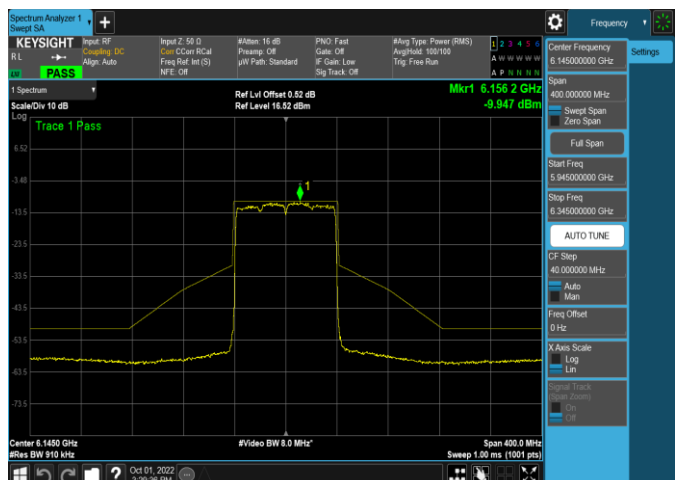 Spectrum Analyzer 1
Swept SA
+
Frequency
KEYSIGHT
RL
PASS
Input: RF
Coupling: DC
Align: Auto
Input Z: 50 Ω
Corr CCorr RCal
Freq Ref: Int (S)
NFE: Off
#Atten: 16 dB
Preamp: Off
µW Path: Standard
PNO: Fast
Gate: Off
IF Gain: Low
Sig Track: Off
#Avg Type: Power (RMS)
Avg|Hold: 100/100
Trig: Free Run
1 2 3 4 5 6
A W W W W W
A P N N N N
1 Spectrum
Scale/Div 10 dB
Log
Ref Lvl Offset 0.52 dB
Ref Level 16.52 dBm
Mkr1 6.156 2 GHz
-9.947 dBm
Trace 1 Pass
1
6.52
-3.48
-13.5
-23.5
-33.5
-43.5
-53.5
-63.5
-73.5
Center 6.1450 GHz
#Res BW 910 kHz
#Video BW 8.0 MHz*
Span 400.0 MHz
Sweep 1.00 ms (1001 pts)
Oct 01, 2022
Center Frequency
6.145000000 GHz
Settings
Span
400.000000 MHz
Swept Span
Zero Span
Full Span
Start Freq
5.945000000 GHz
Stop Freq
6.345000000 GHz
AUTO TUNE
CF Step
40.000000 MHz
Auto
Man
Freq Offset
0 Hz
X Axis Scale
Log
Lin
Signal Track
(Span Zoom)
On
Off